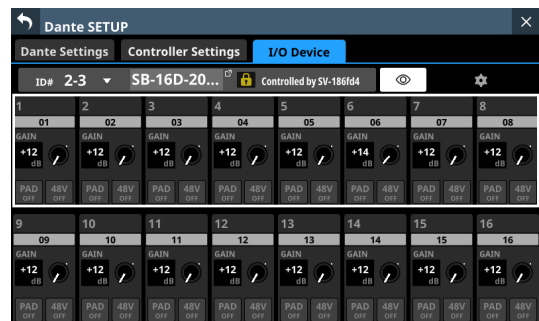 Dante SETUP
Dante Settings Controller Settings I/O Device
ID# 2-3 SB-16D-20... Controlled by SV-186fd4
1 2 3 4 5 6 7 8
01 02 03 04 05 06 07 08
GAIN GAIN GAIN GAIN GAIN GAIN GAIN GAIN
+12 +12 +12 +12 +12 +14 +12 +12
dB dB dB dB dB dB dB dB
PAD 48V PAD 48V PAD 48V PAD 48V PAD 48V PAD 48V PAD 48V PAD 48V
OFF OFF OFF OFF OFF OFF OFF OFF OFF OFF OFF OFF OFF OFF OFF OFF
9 10 11 12 13 14 15 16
09 10 11 12 13 14 15 16
GAIN GAIN GAIN GAIN GAIN GAIN GAIN GAIN
+12 +12 +12 +12 +12 +12 +12 +12
dB dB dB dB dB dB dB dB
PAD 48V PAD 48V PAD 48V PAD 48V PAD 48V PAD 48V PAD 48V PAD 48V
OFF OFF OFF OFF OFF OFF OFF OFF OFF OFF OFF OFF OFF OFF OFF OFF